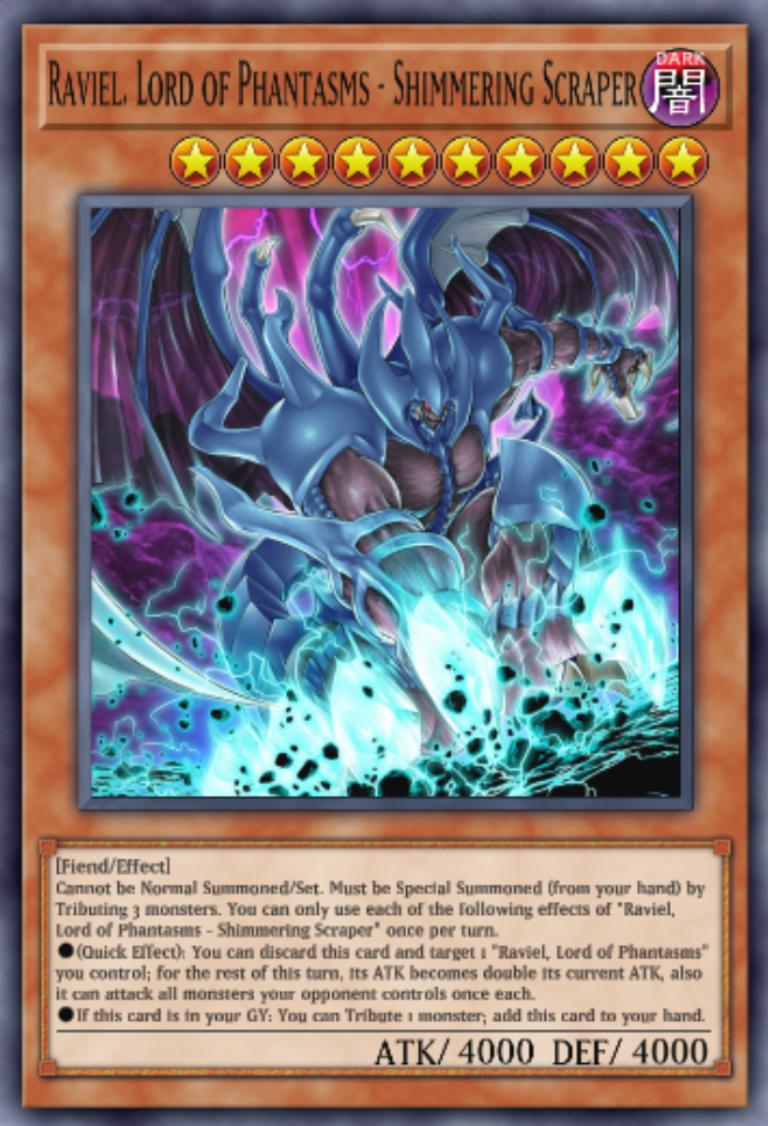 Raviel, Lord of Phantasms - Shimmering Scraper
DARK
闇
[Fiend/Effect]
Cannot be Normal Summoned/Set. Must be Special Summoned (from your hand) by
Tributing 3 monsters. You can only use each of the following effects of "Raviel,
Lord of Phantasms - Shimmering Scraper" once per turn.
●(Quick Effect): You can discard this card and target 1 "Raviel, Lord of Phantasms"
you control; for the rest of this turn, its ATK becomes double its current ATK, also
it can attack all monsters your opponent controls once each.
●If this card is in your GY: You can Tribute 1 monster; add this card to your hand.
ATK/ 4000 DEF/ 4000